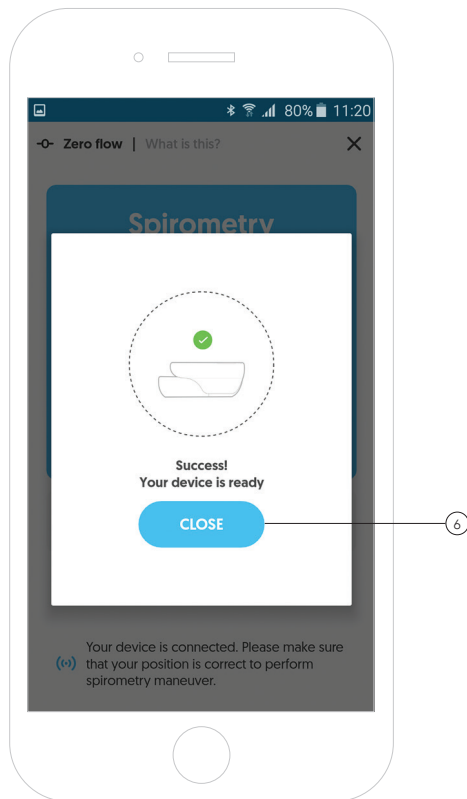 80% 11:20
-O- Zero flow | What is this?
Spirometry
Success!
Your device is ready
CLOSE
6
Your device is connected. Please make sure
that your position is correct to perform
spirometry maneuver.